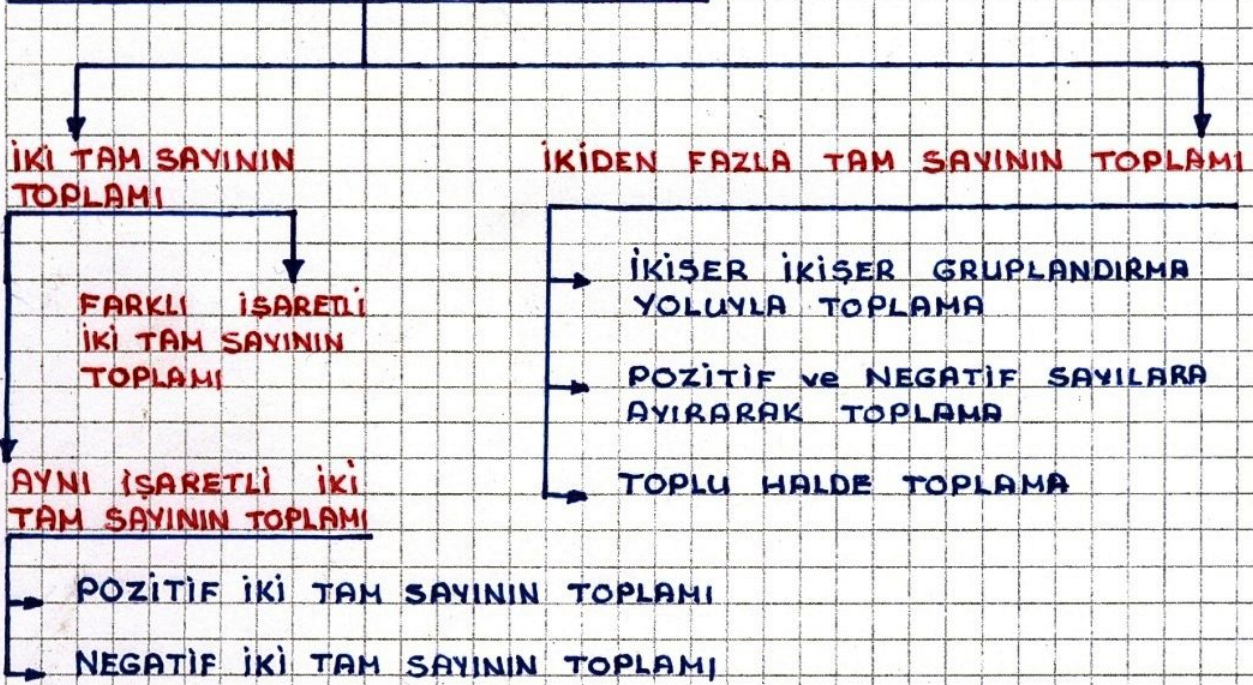 İKİ TAM SAYININ
TOPLAMI
İKİDEN FAZLA TAM SAYININ TOPLAMI
FARKLI İŞARETLİ
İKİ TAM SAYININ
TOPLAMI
İKİŞER İKİŞER GRUPLANDIRMA
YOLUYLA TOPLAMA
POZİTİF ve NEGATİF SAYILARA
AYIRARAK TOPLAMA
TOPLU HALDE TOPLAMA
AYNI İŞARETLİ İKİ
TAM SAYININ TOPLAMI
POZİTİF İKİ TAM SAYININ TOPLAMI
NEGATİF İKİ TAM SAYININ TOPLAMI